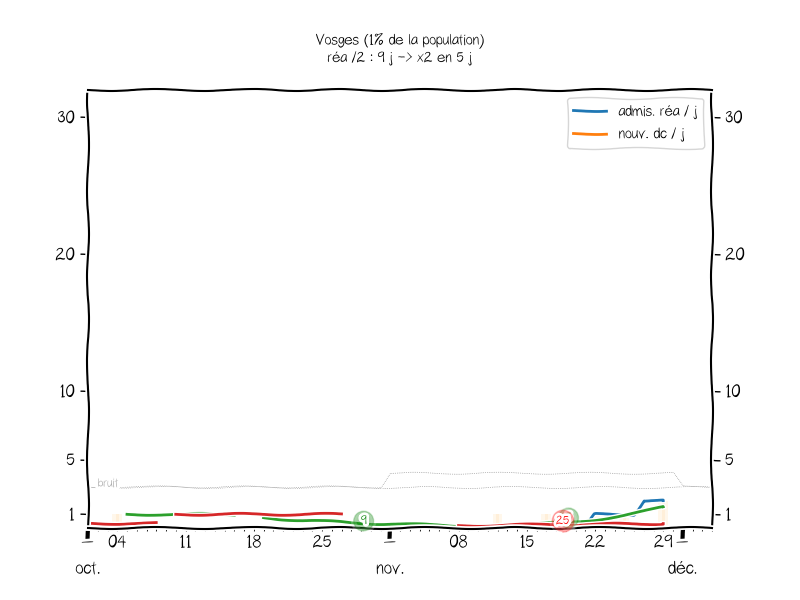 Vosges (1% de la population)
réa /2 : 9 j -> x2 en 5 j
admis. réa / j
nouv. dc / j
30 30
20 20
10 10
5 5
bruit
1 1
9 25
04 11 18 25 08 15 22 29
oct. nov. déc.